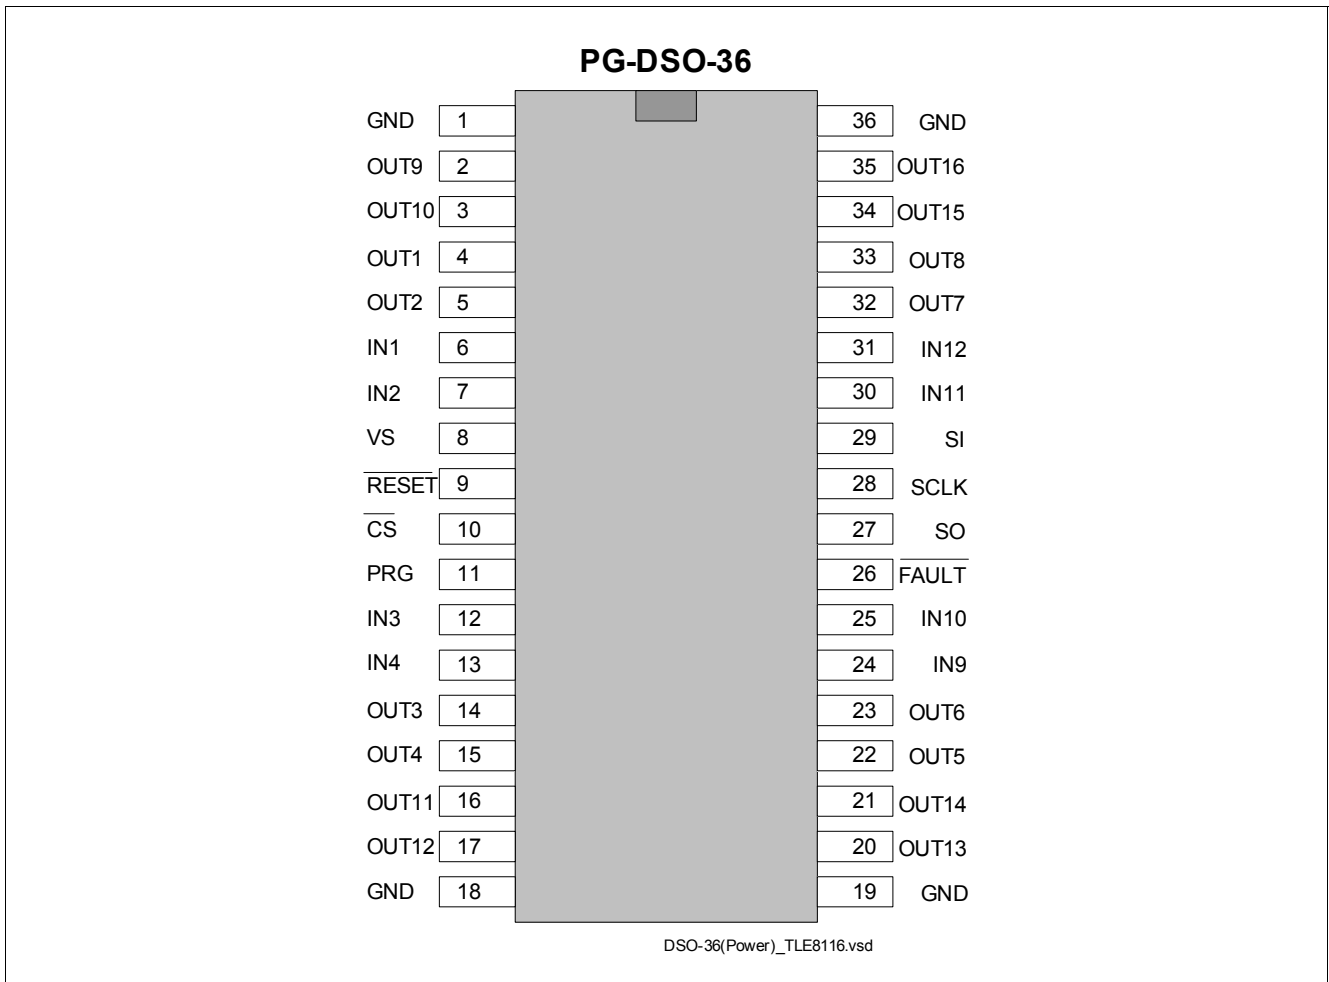 PG-DSO-36
GND 1 36 GND
OUT9 2 35 OUT16
OUT10 3 34 OUT15
OUT1 4 33 OUT8
OUT2 5 32 OUT7
IN1 6 31 IN12
IN2 7 30 IN11
VS 8 29 SI
RESET 9 28 SCLK
CS 10 27 SO
PRG 11 26 FAULT
IN3 12 25 IN10
IN4 13 24 IN9
OUT3 14 23 OUT6
OUT4 15 22 OUT5
OUT11 16 21 OUT14
OUT12 17 20 OUT13
GND 18 19 GND
DSO-36(Power)_TLE8116.vsd